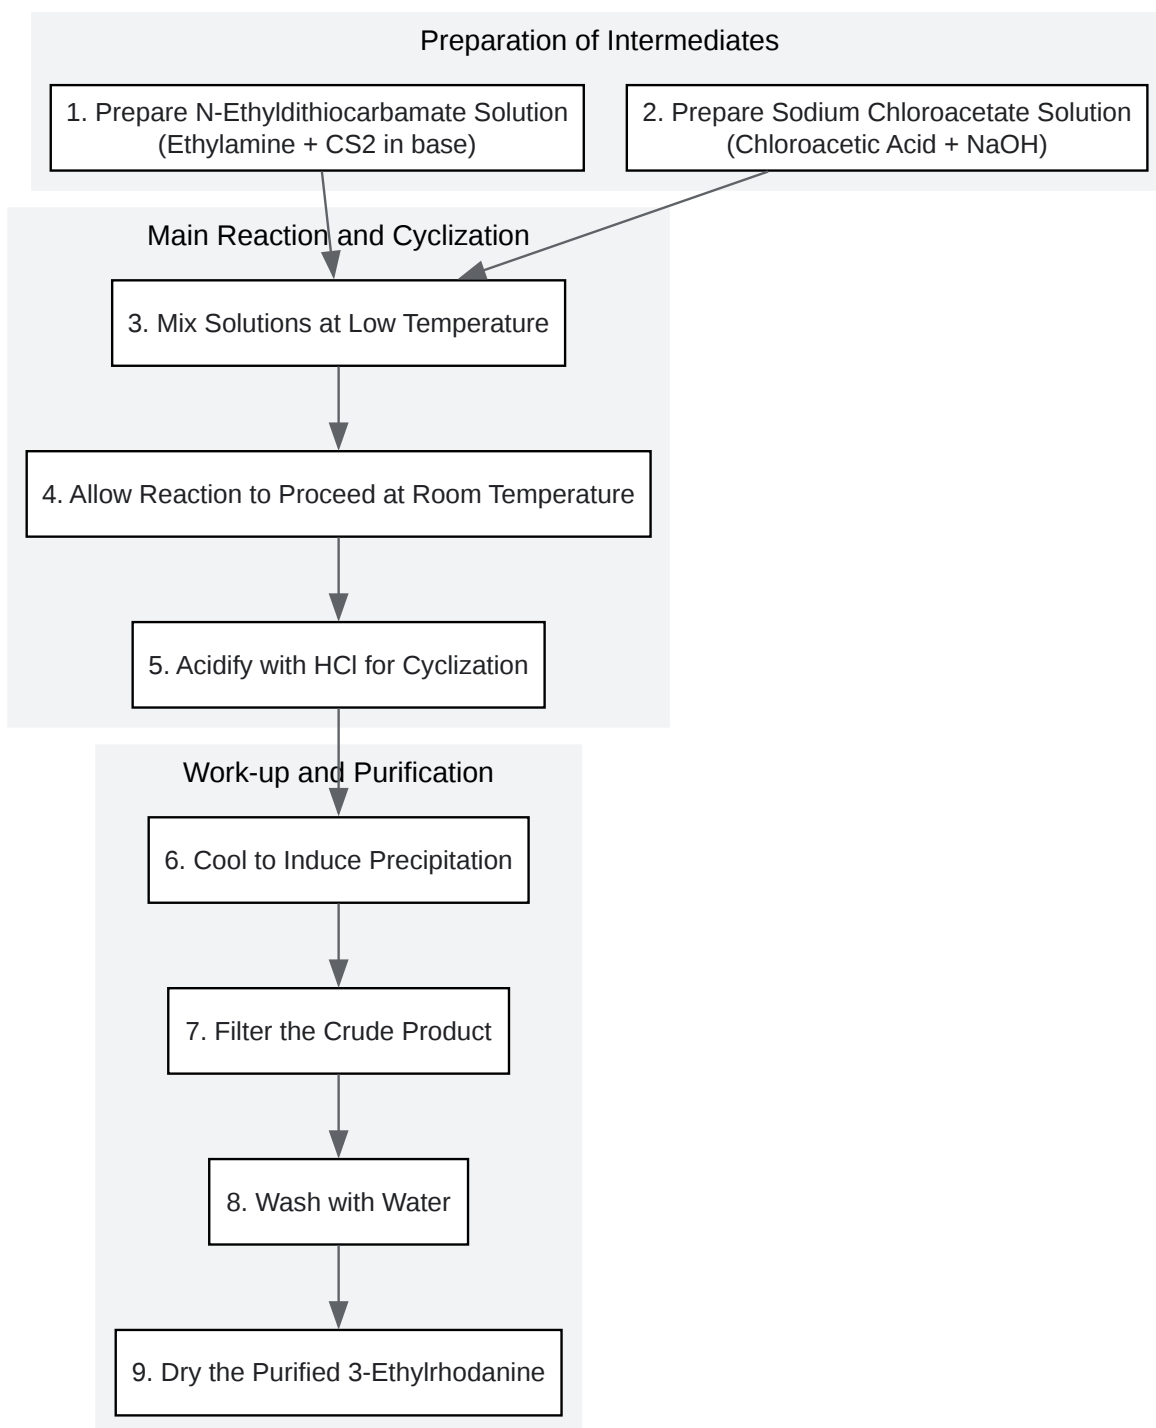 Preparation of Intermediates
1. Prepare N-Ethyldithiocarbamate Solution
(Ethylamine + CS2 in base)
2. Prepare Sodium Chloroacetate Solution
(Chloroacetic Acid + NaOH)
Main Reaction and Cyclization
3. Mix Solutions at Low Temperature
4. Allow Reaction to Proceed at Room Temperature
5. Acidify with HCl for Cyclization
Work-up and Purification
6. Cool to Induce Precipitation
7. Filter the Crude Product
8. Wash with Water
9. Dry the Purified 3-Ethylrhodanine